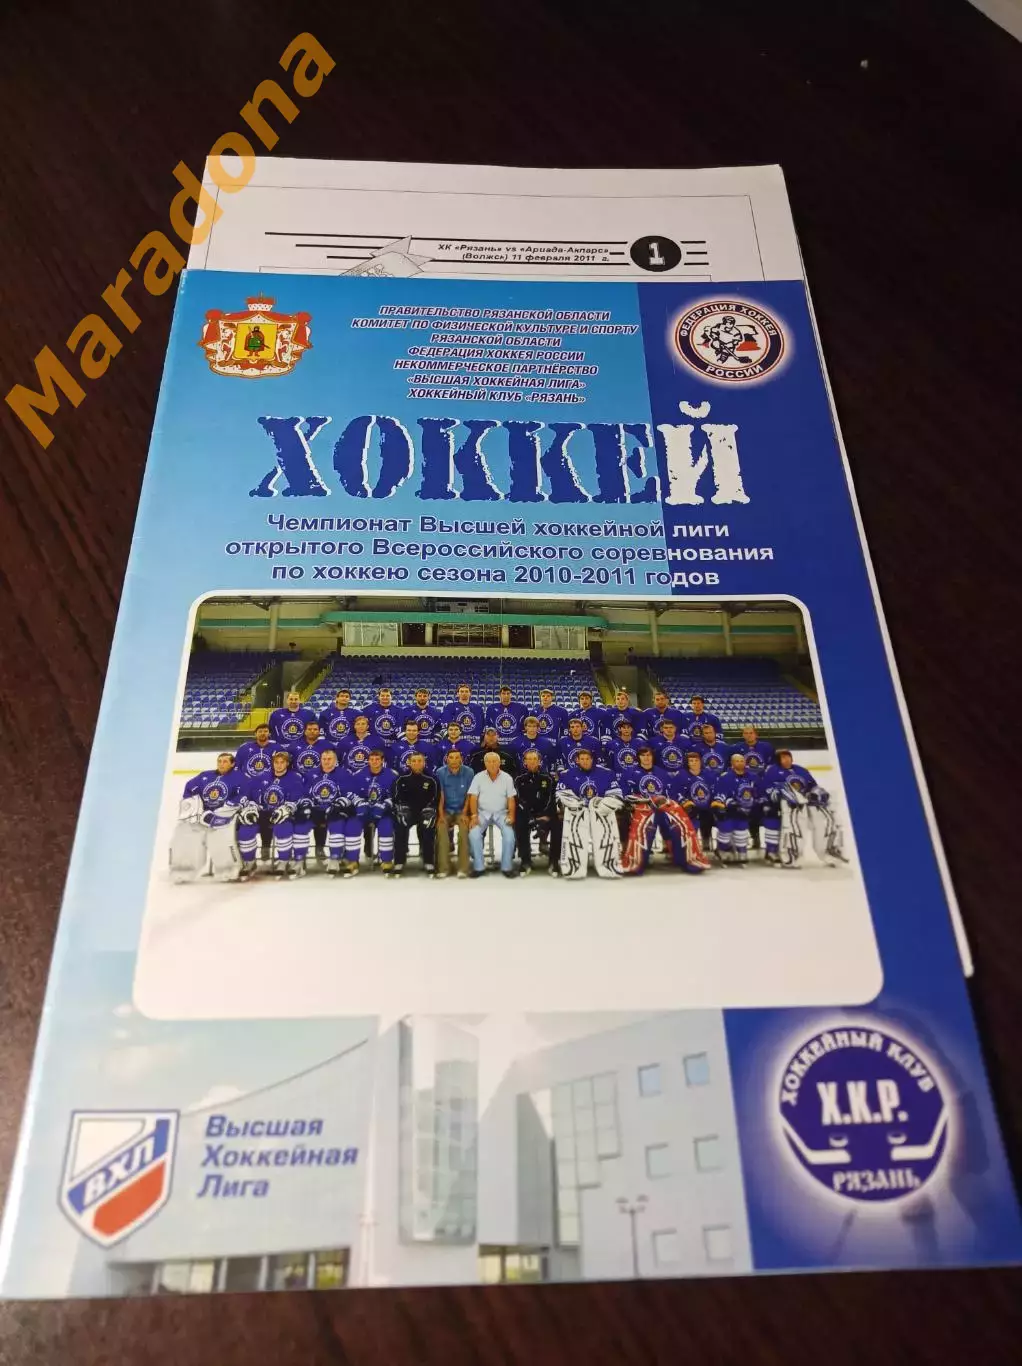 Maradona
ХК «Рязань» vs «Ариада-Акпарс»
(Волжск) 11 февраля 2011 г.
1
ПРАВИТЕЛЬСТВО РЯЗАНСКОЙ ОБЛАСТИ
КОМИТЕТ ПО ФИЗИЧЕСКОЙ КУЛЬТУРЕ И СПОРТУ
РЯЗАНСКОЙ ОБЛАСТИ
ФЕДЕРАЦИЯ ХОККЕЯ РОССИИ
НЕКОММЕРЧЕСКОЕ ПАРТНЁРСТВО
«ВЫСШАЯ ХОККЕЙНАЯ ЛИГА»
ХОККЕЙНЫЙ КЛУБ «РЯЗАНЬ»
ФЕДЕРАЦИЯ ХОККЕЯ
РОССИИ
ХОККЕЙ
Чемпионат Высшей хоккейной лиги
открытого Всероссийского соревнования
по хоккею сезона 2010-2011 годов
ВХЛ
Высшая
Хоккейная
Лига
ХОККЕЙНЫЙ КЛУБ
Х.К.Р.
РЯЗАНЬ